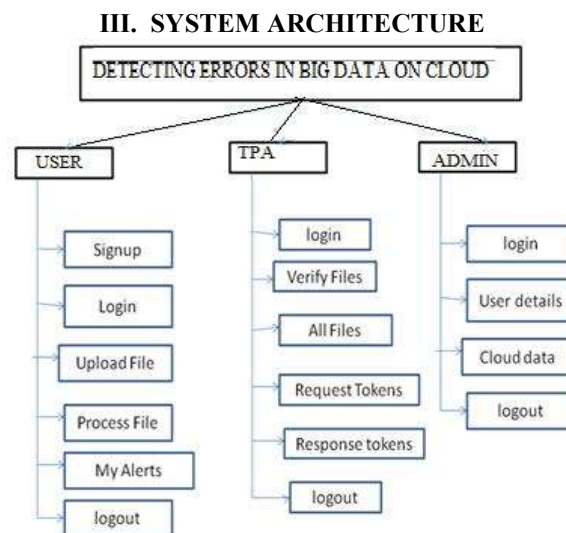 III. SYSTEM ARCHITECTURE
DETECTING ERRORS IN BIG DATA ON CLOUD
USER
Signup
Login
Upload File
Process File
My Alerts
logout
TPA
login
Verify Files
All Files
Request Tokens
Response tokens
logout
ADMIN
login
User details
Cloud data
logout